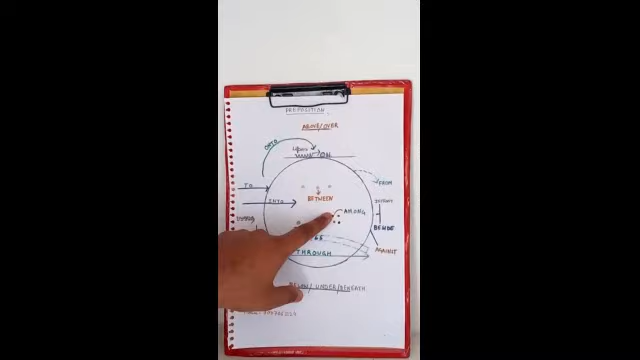 PREPOSITION
ABOVE/OVER
ONTO
Upon
ON
TO
FROM
INTO
BETWEEN
AMONG
BESIDE
AGAINST
THROUGH
BELOW/UNDER/BENEATH